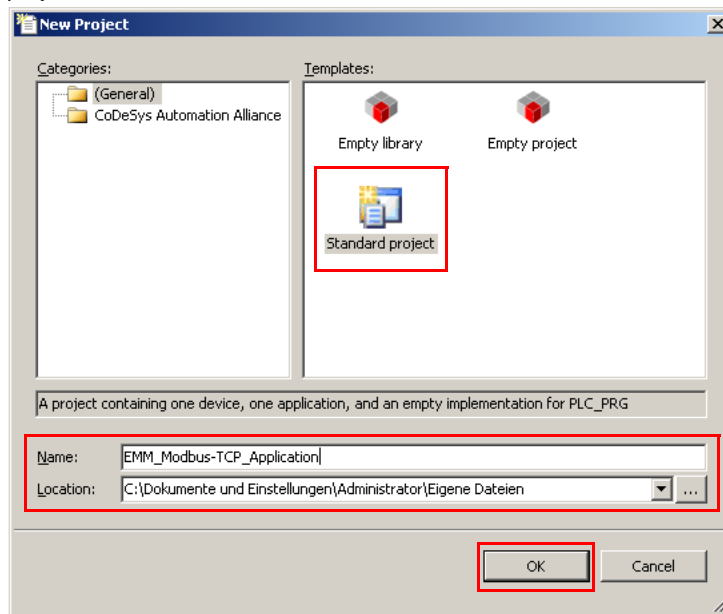 New Project
Categories:
Templates:
(General)
CoDeSys Automation Alliance
Empty library
Empty project
Standard project
A project containing one device, one application, and an empty implementation for PLC_PRG
Name:
EMM_Modbus-TCP_Application
Location:
C:\Dokumente und Einstellungen\Administrator\Eigene Dateien
...
OK
Cancel